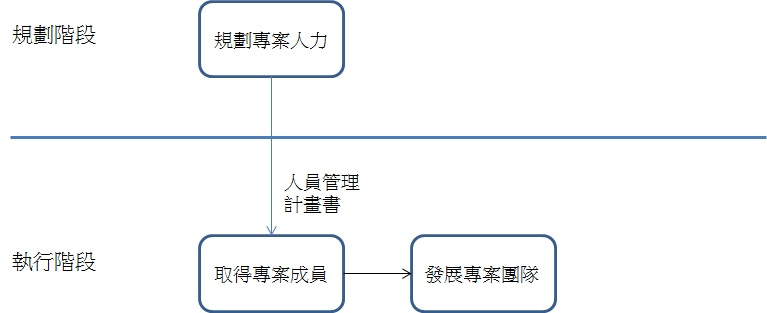 規劃階段
規劃專案人力
人員管理
計畫書
執行階段
取得專案成員
發展專案團隊